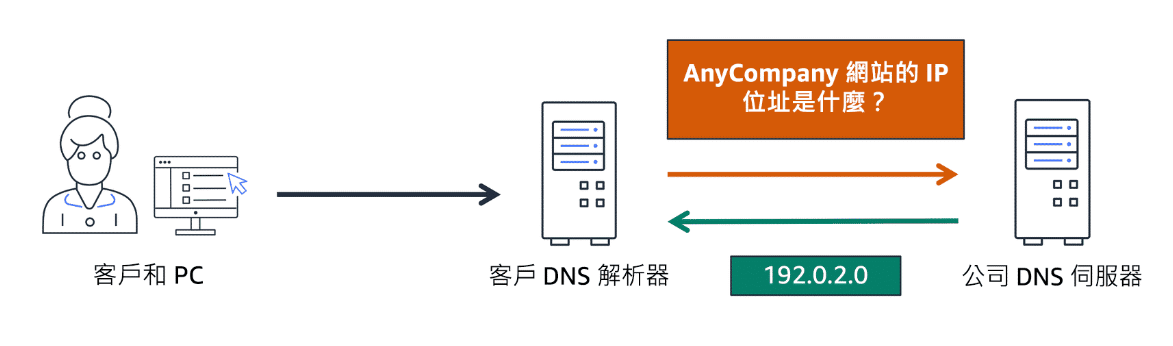 AnyCompany 網站的 IP
位址是什麼？
客戶和 PC
客戶 DNS 解析器
192.0.2.0
公司 DNS 伺服器